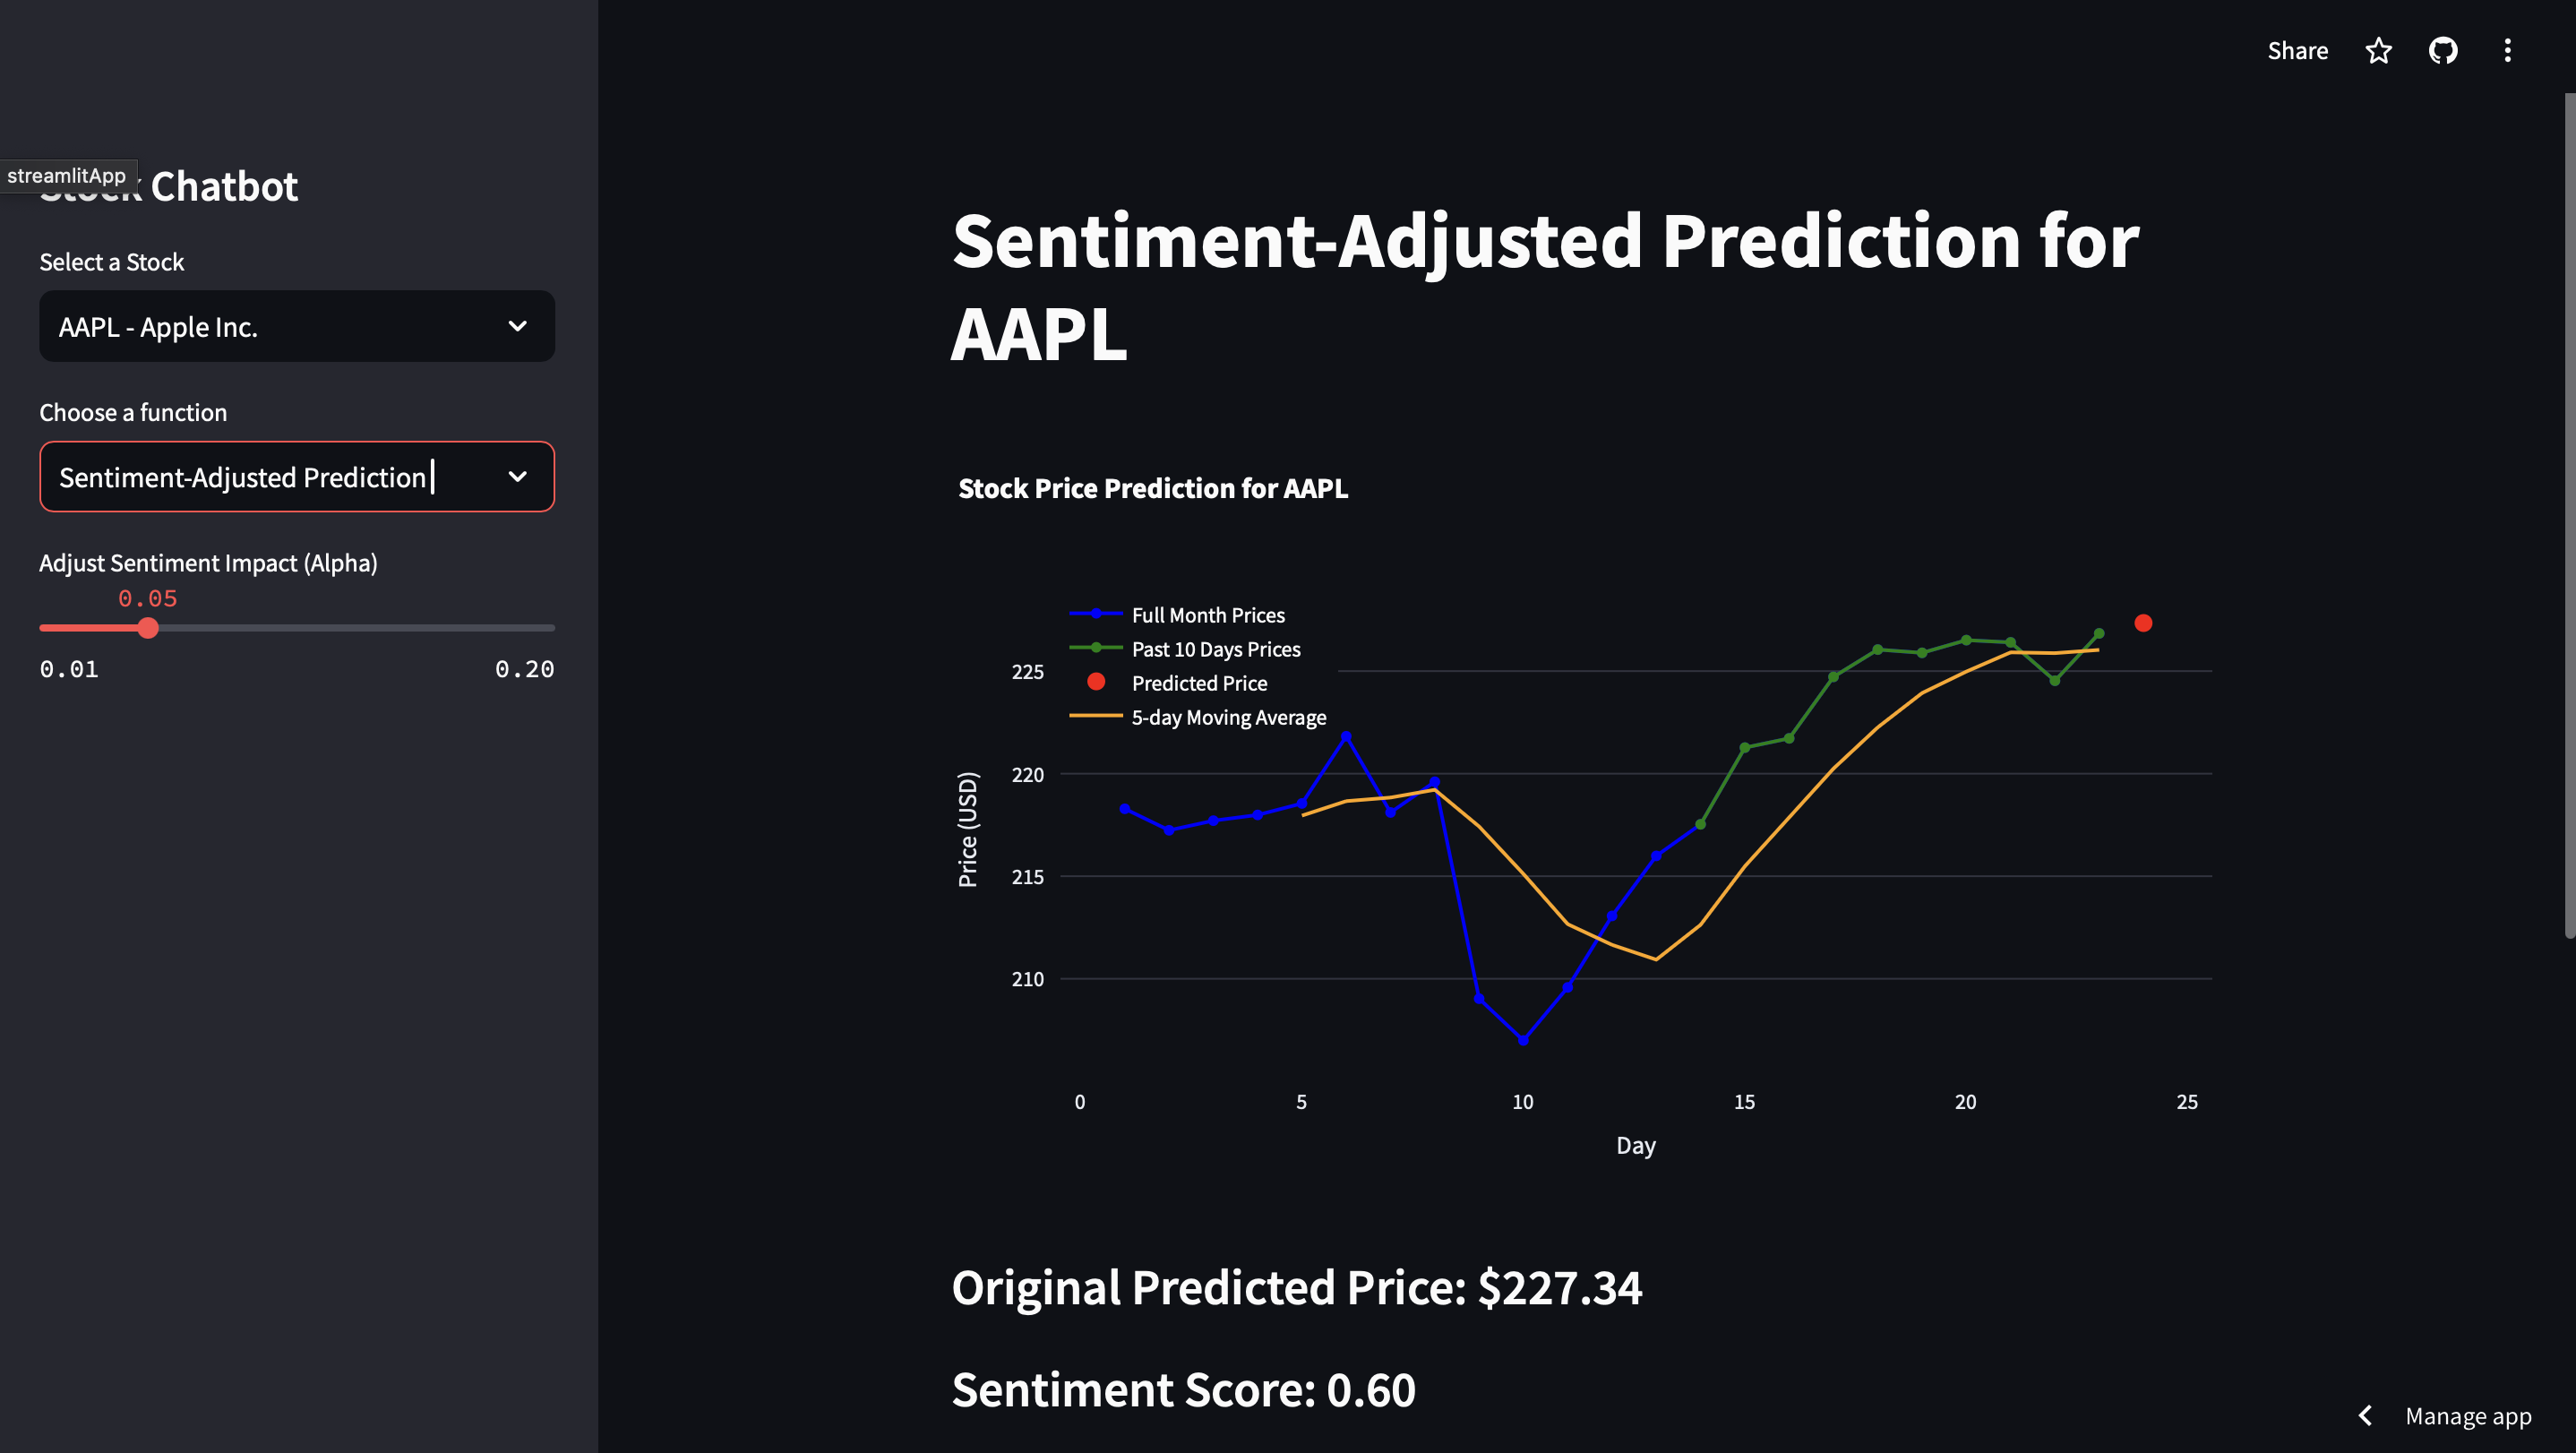 Share
streamlitApp
Stock Chatbot
Select a Stock
AAPL - Apple Inc.
Choose a function
Sentiment-Adjusted Prediction
Adjust Sentiment Impact (Alpha)
0.05
0.01 0.20
Sentiment-Adjusted Prediction for
AAPL
Stock Price Prediction for AAPL
Full Month Prices
Past 10 Days Prices
Predicted Price
5-day Moving Average
225
220
215
210
Price (USD)
0 5 10 15 20 25
Day
Original Predicted Price: $227.34
Sentiment Score: 0.60
Manage app